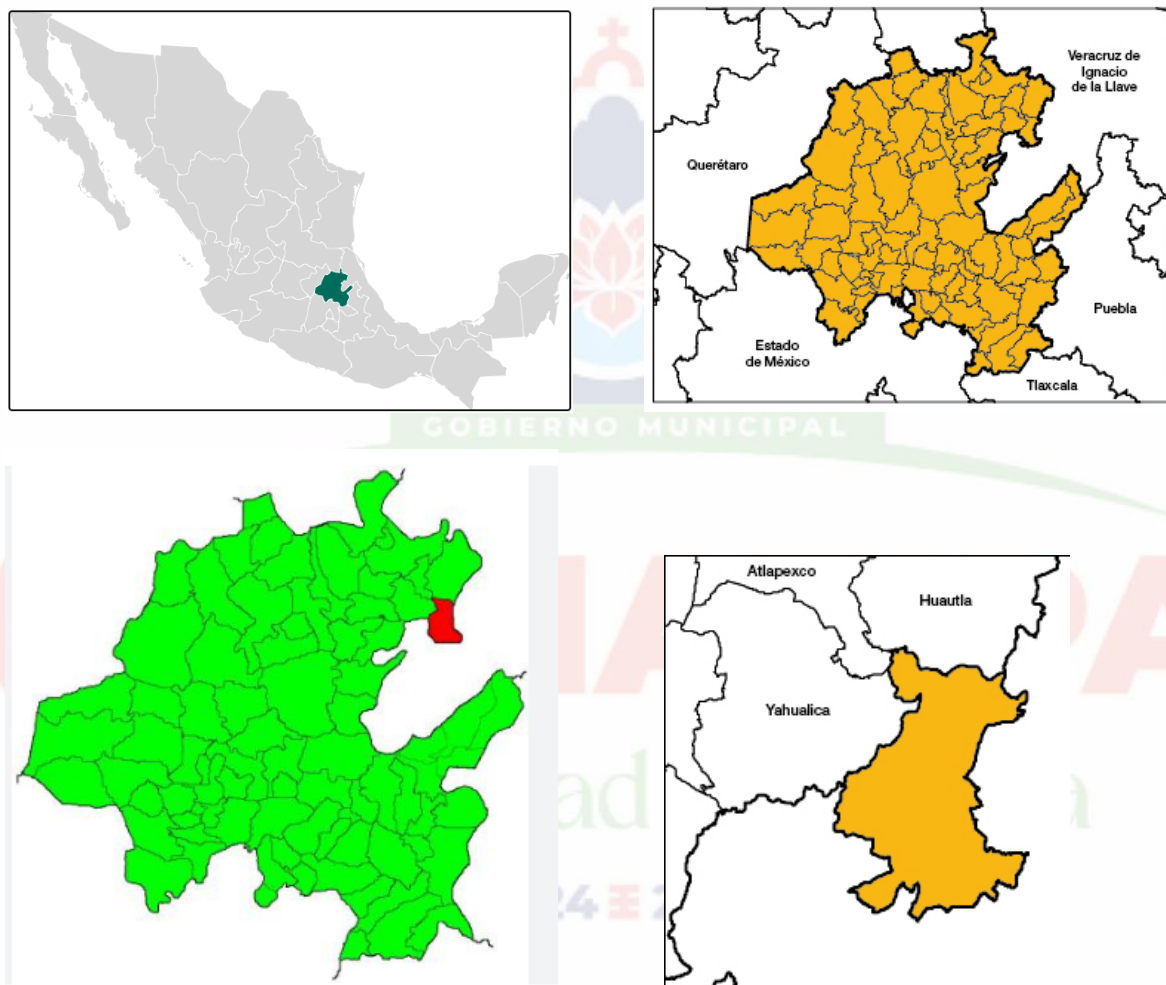 Veracruz de
Ignacio
de la Llave
Querétaro
Puebla
Estado
de México
Tlaxcala
GOBIERNO MUNICIPAL
Atlapexco
Huautla
Yahualica